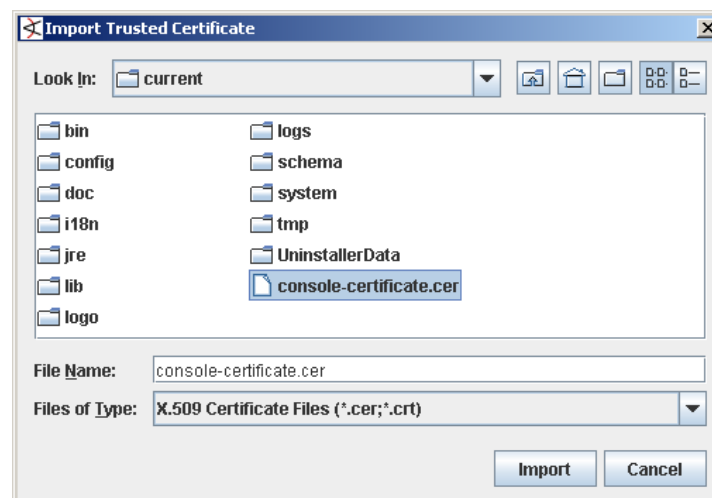 Import Trusted Certificate
Look In: current
bin logs
config schema
doc system
i18n tmp
jre UninstallerData
lib console-certificate.cer
logo
File Name: console-certificate.cer
Files of Type: X.509 Certificate Files (*.cer;*.crt)
Import Cancel